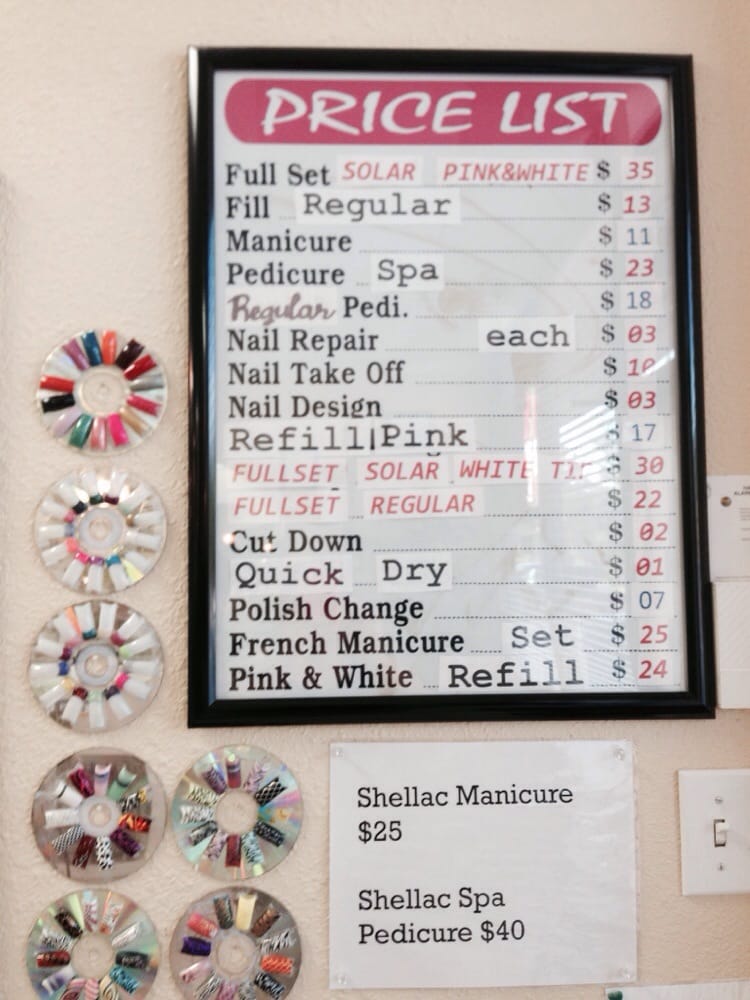 PRICE LIST
Full Set SOLAR PINK&WHITE $ 35
Fill Regular $ 13
Manicure $ 11
Pedicure Spa $ 23
Regular Pedi. $ 18
Nail Repair each $ 03
Nail Take Off $ 10
Nail Design $ 03
Refill|Pink $ 17
FULLSET SOLAR WHITE TIP $ 30
FULLSET REGULAR $ 22
Cut Down $ 02
Quick Dry $ 01
Polish Change $ 07
French Manicure Set $ 25
Pink & White Refill $ 24
Shellac Manicure
$25
Shellac Spa
Pedicure $40